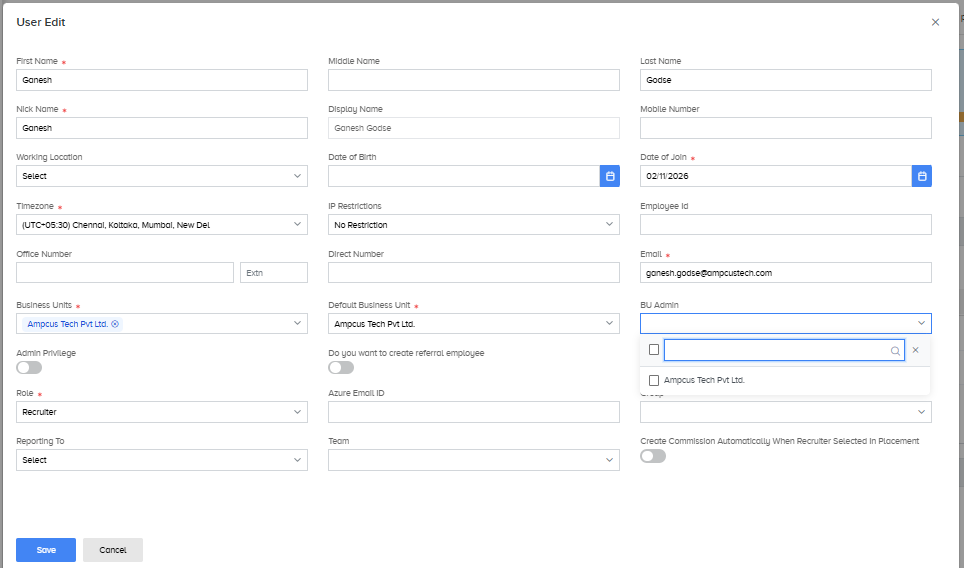 User Edit
First Name *
Middle Name
Last Name
Ganesh
Godse
Nick Name *
Display Name
Mobile Number
Ganesh
Ganesh Godse
Working Location
Date of Birth
Date of Join *
Select
02/11/2026
Timezone *
IP Restrictions
Employee Id
(UTC+05:30) Chennai, Koltaka, Mumbai, New Del
No Restriction
Office Number
Direct Number
Email *
Extn
ganesh.godse@ampcustech.com
Business Units *
Default Business Unit *
BU Admin
Ampcus Tech Pvt Ltd.
Ampcus Tech Pvt Ltd.
Admin Privilege
Do you want to create referral employee
Ampcus Tech Pvt Ltd.
Role *
Azure Email ID
Group
Recruiter
Reporting To
Team
Create Commission Automatically When Recruiter Selected In Placement
Select
Save
Cancel